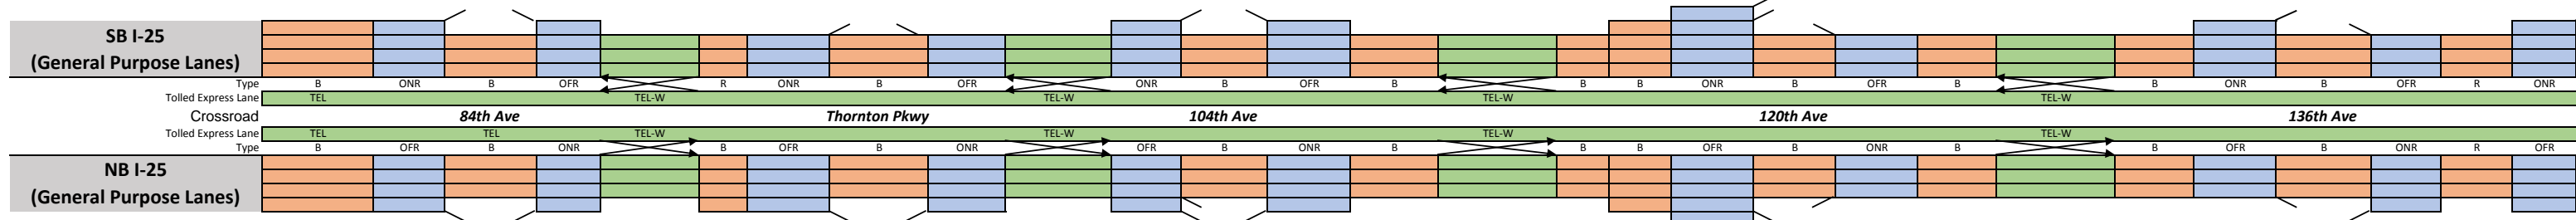 SB I-25
(General Purpose Lanes)
Type B ONR B OFR R ONR B OFR ONR B OFR B B B ONR B OFR B B ONR B OFR R ONR
Tolled Express Lane TEL TEL-W TEL-W TEL-W TEL-W
Crossroad 84th Ave Thornton Pkwy 104th Ave 120th Ave 136th Ave
Tolled Express Lane TEL TEL TEL-W TEL-W TEL-W TEL-W
Type B OFR B ONR B OFR B ONR OFR B ONR B B B OFR B ONR B B OFR B ONR R OFR
NB I-25
(General Purpose Lanes)